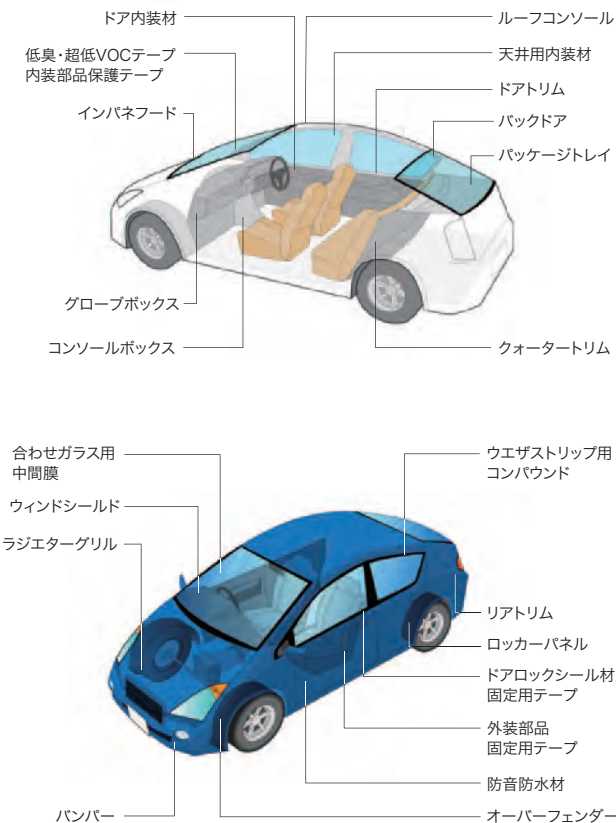 ドア内装材
低臭・超低VOCテープ
内装部品保護テープ
インパネフード
グローブボックス
コンソールボックス
ルーフコンソール
天井用内装材
ドアトリム
バックドア
パッケージトレイ
クォータートリム
合わせガラス用
中間膜
ウィンドシールド
ラジエターグリル
バンパー
ウエザストリップ用
コンパウンド
リアトリム
ロッカーパネル
ドアロックシール材
固定用テープ
外装部品
固定用テープ
防音防水材
オーバーフェンダー